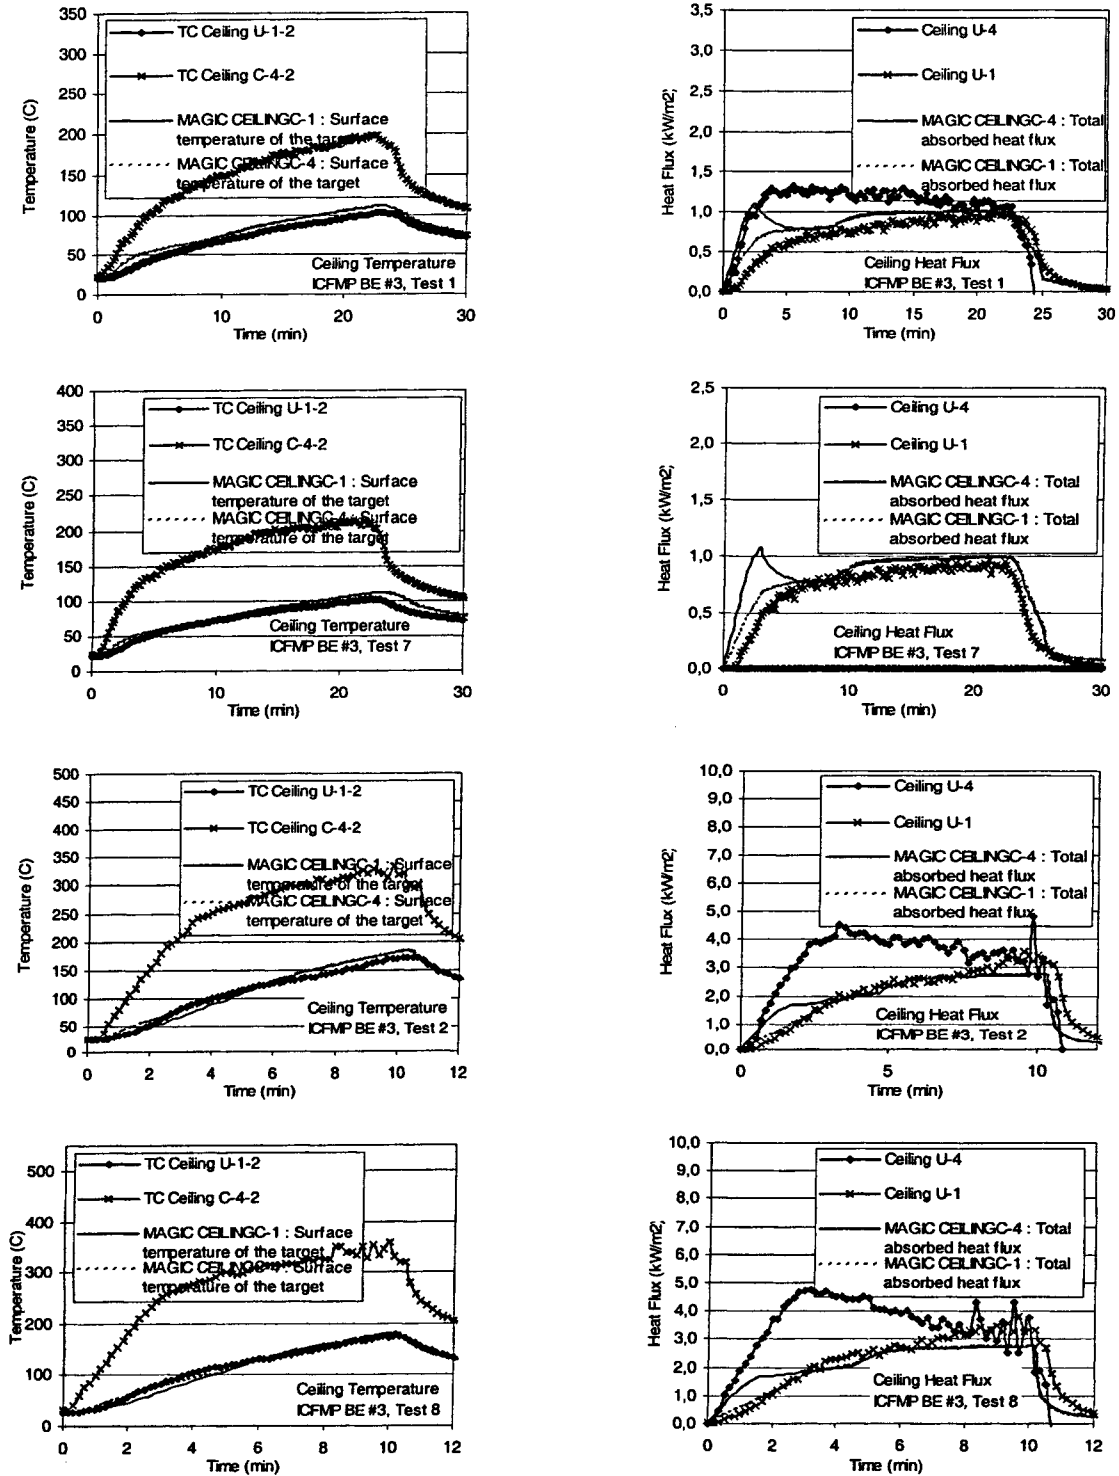 350
300
250
200
150
100
50
0
Temperature (C)
TC Ceiling U-1-2
TC Ceiling C-4-2
MAGIC CEILINGC-1 : Surface
temperature of the target
MAGIC CEILINGC-4 : Surface
temperature of the target
Ceiling Temperature
ICFMP BE #3, Test 1
0 10 20 30
Time (min)
3,5
3,0
2,5
2,0
1,5
1,0
0,5
0,0
Heat Flux (kW/m2;
Ceiling U-4
Ceiling U-1
MAGIC CEILINGC-4 : Total
absorbed heat flux
MAGIC CEILINGC-1 : Total
absorbed heat flux
Ceiling Heat Flux
ICFMP BE #3, Test 1
0 5 10 15 20 25 30
Time (min)
400
350
300
250
200
150
100
50
0
Temperature (C)
TC Ceiling U-1-2
TC Ceiling C-4-2
MAGIC CEILINGC-1 : Surface
temperature of the target
MAGIC CEILINGC-4 : Surface
temperature of the target
Ceiling Temperature
ICFMP BE #3, Test 7
0 10 20 30
Time (min)
2,5
2,0
1,5
1,0
0,5
0,0
Heat Flux (kW/m2;
Ceiling U-4
Ceiling U-1
MAGIC CEILINGC-4 : Total
absorbed heat flux
MAGIC CEILINGC-1 : Total
absorbed heat flux
Ceiling Heat Flux
ICFMP BE #3, Test 7
0 10 20 30
Time (min)
500
450
400
350
300
250
200
150
100
50
0
Temperature (C)
TC Ceiling U-1-2
TC Ceiling C-4-2
MAGIC CEILINGC-1 : Surface
temperature of the target
MAGIC CEILINGC-4 : Surface
temperature of the target
Ceiling Temperature
ICFMP BE #3, Test 2
0 2 4 6 8 10 12
Time (min)
10,0
9,0
8,0
7,0
6,0
5,0
4,0
3,0
2,0
1,0
0,0
Heat Flux (kW/m2;
Ceiling U-4
Ceiling U-1
MAGIC CEILINGC-4 : Total
absorbed heat flux
MAGIC CEILINGC-1 : Total
absorbed heat flux
Ceiling Heat Flux
ICFMP BE #3, Test 2
0 5 10
Time (min)
500
400
300
200
100
0
Temperature (C)
TC Ceiling U-1-2
TC Ceiling C-4-2
MAGIC CEILINGC-1 : Surface
temperature of the target
MAGIC CEILINGC-4 : Surface
temperature of the target
Ceiling Temperature
ICFMP BE #3, Test 8
0 2 4 6 8 10 12
Time (min)
10,0
9,0
8,0
7,0
6,0
5,0
4,0
3,0
2,0
1,0
0,0
Heat Flux (kW/m2;
Ceiling U-4
Ceiling U-1
MAGIC CEILINGC-4 : Total
absorbed heat flux
MAGIC CEILINGC-1 : Total
absorbed heat flux
Ceiling Heat Flux
ICFMP BE #3, Test 8
0 2 4 6 8 10 12
Time (min)